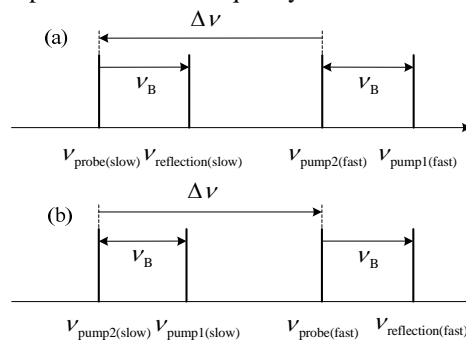 (a)
Δν
ν_B ν_B
ν_probe(slow) ν_reflection(slow) ν_pump2(fast) ν_pump1(fast)
Δν
(b)
ν_B ν_B
ν_pump2(slow) ν_pump1(slow) ν_probe(fast) ν_reflection(fast)